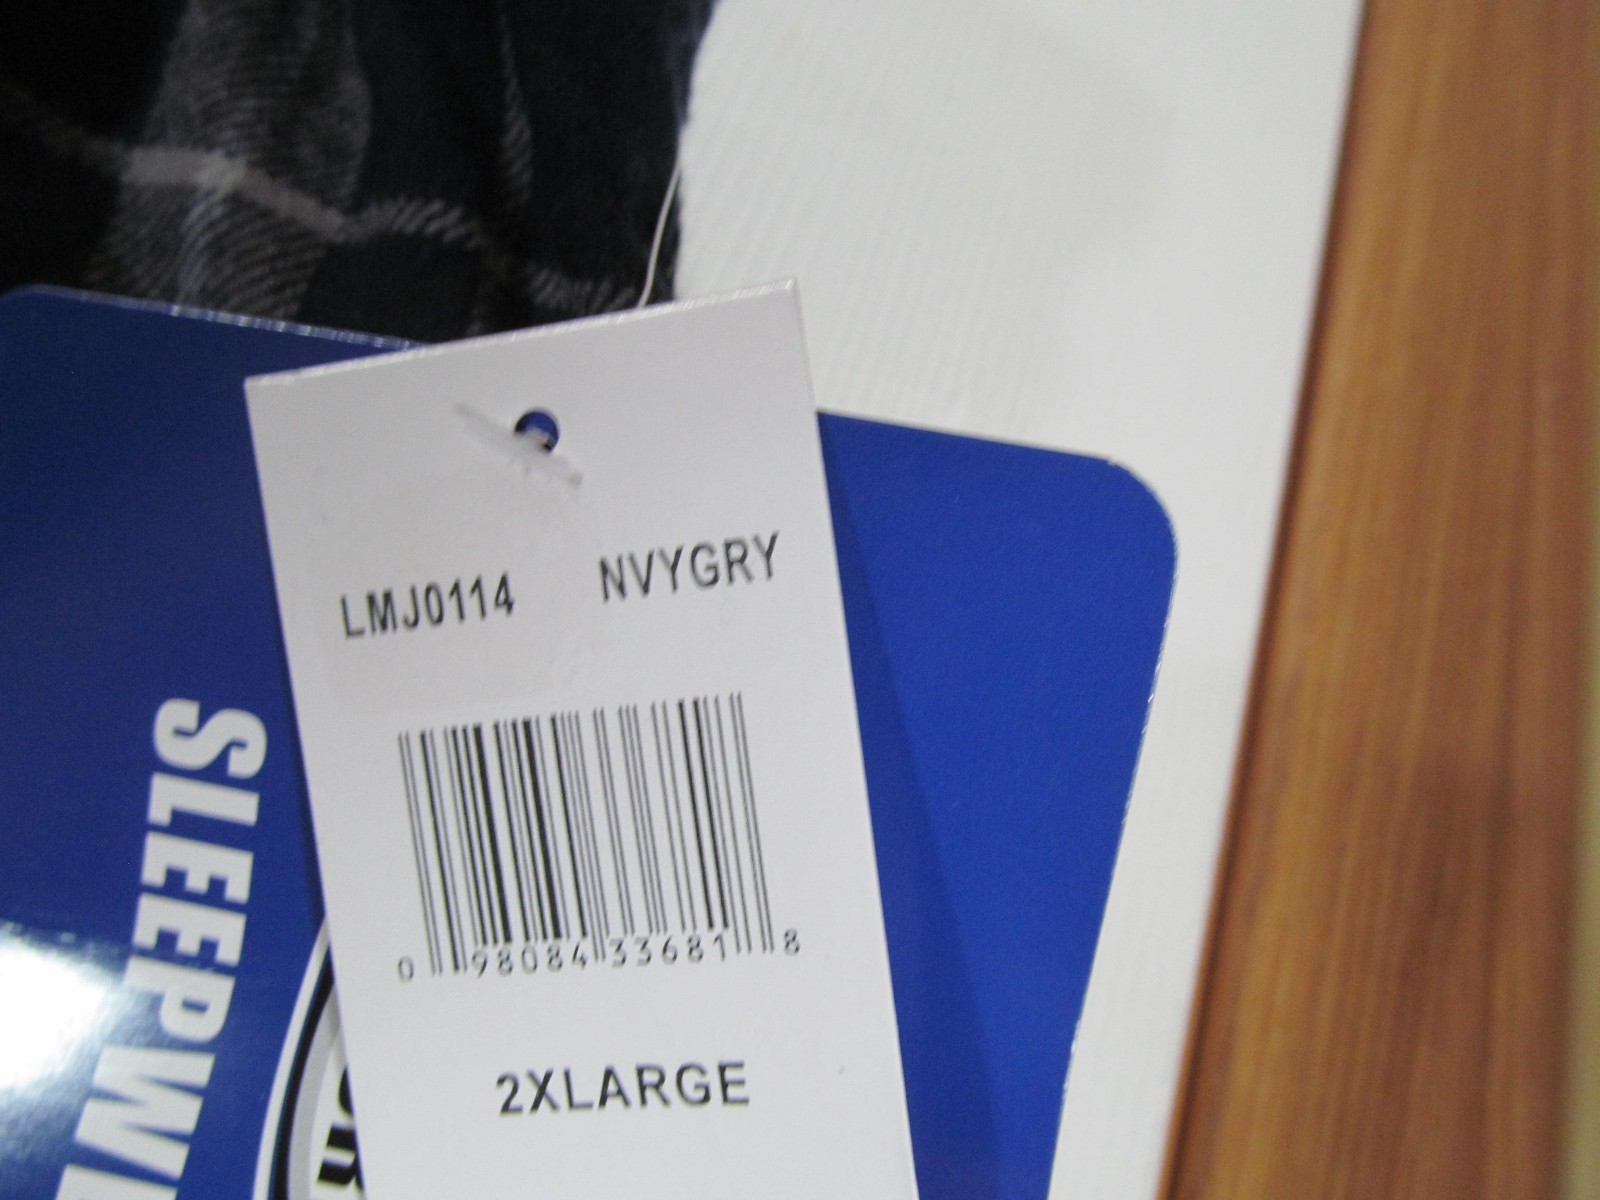 LMJ0114 NVYGRY
0 98084 33681 8
2XLARGE
SLEEPW